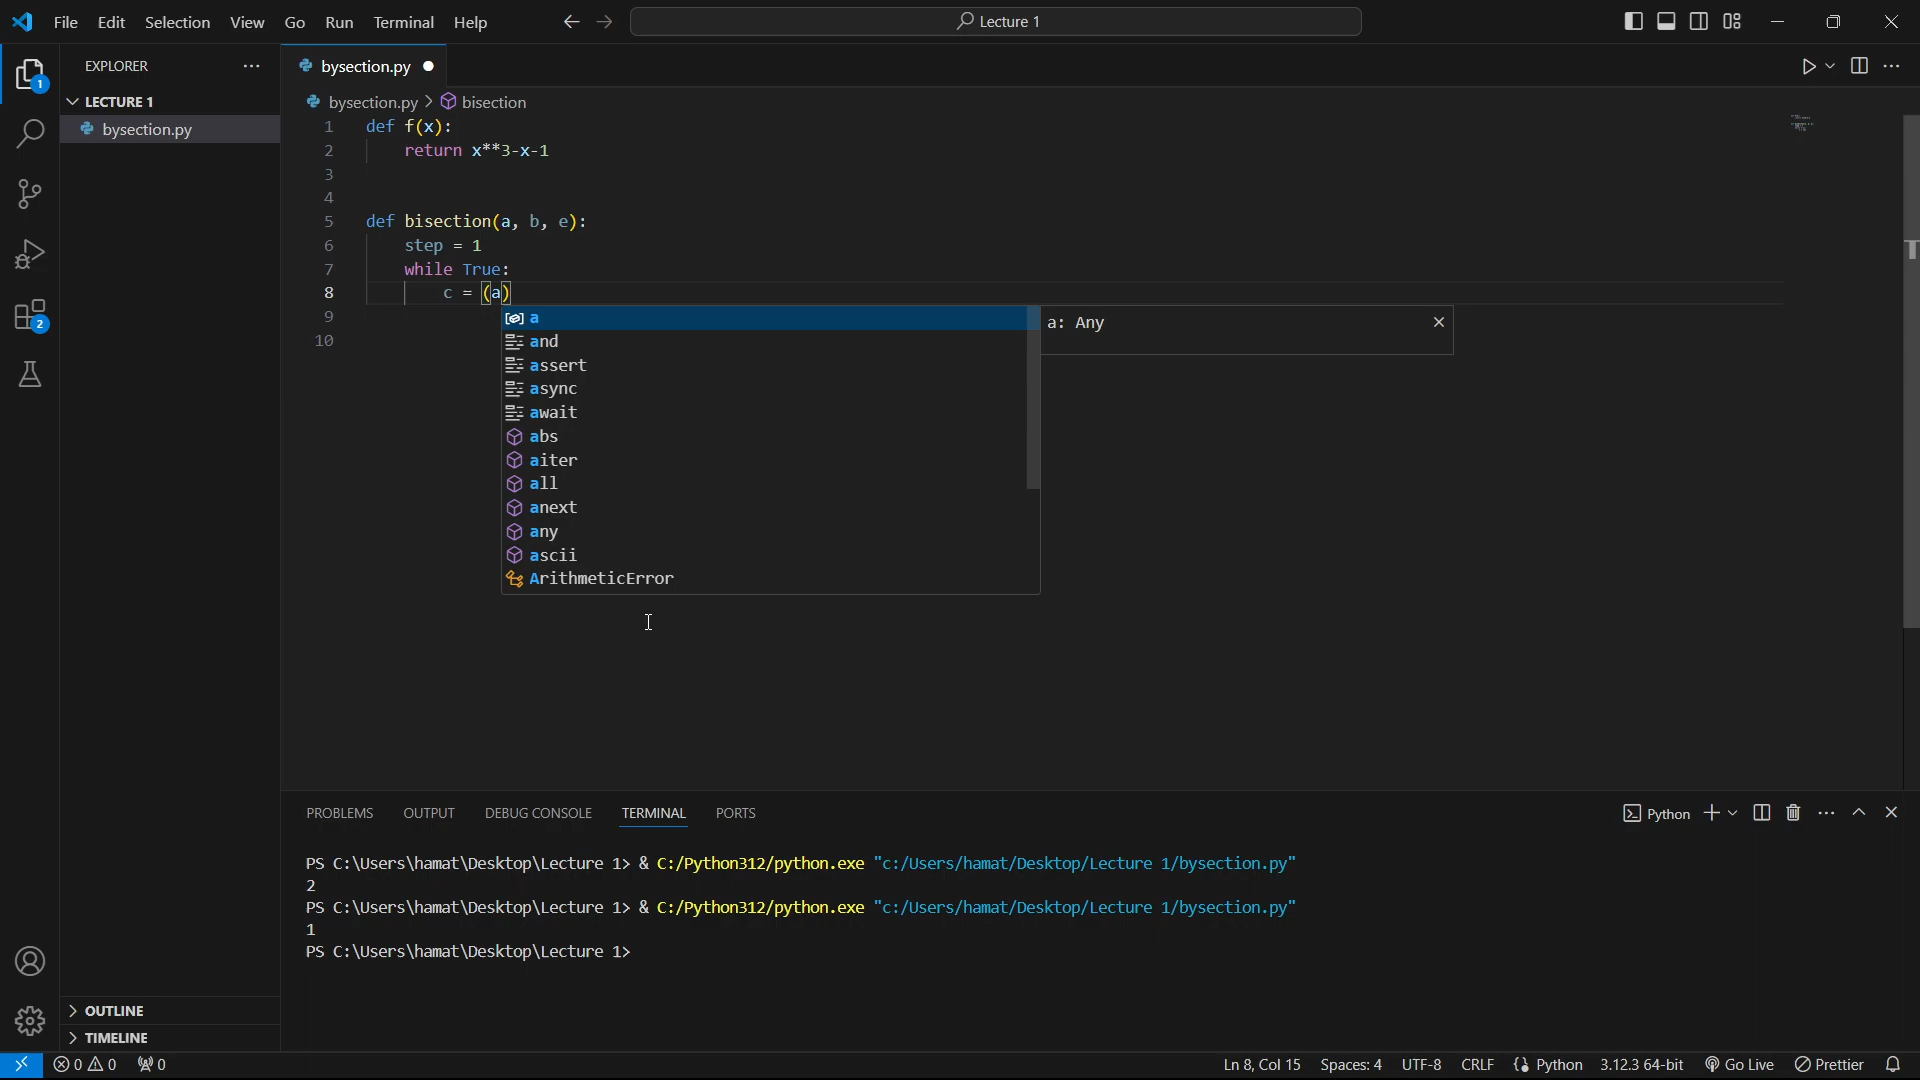 File Edit Selection View Go Run Terminal Help
Lecture 1
EXPLORER
1
LECTURE 1
bysection.py
2
OUTLINE
TIMELINE
bysection.py
bysection.py > bisection
1 def f(x):
2 return x**3-x-1
3
4
5 def bisection(a, b, e):
6 step = 1
7 while True:
8 c = (a)
9
10
a
and
assert
async
await
abs
aiter
all
anext
any
ascii
ArithmeticError
a: Any
PROBLEMS OUTPUT DEBUG CONSOLE TERMINAL PORTS
Python
PS C:\Users\hamat\Desktop\Lecture 1> & C:/Python312/python.exe "c:/Users/hamat/Desktop/Lecture 1/bysection.py"
2
PS C:\Users\hamat\Desktop\Lecture 1> & C:/Python312/python.exe "c:/Users/hamat/Desktop/Lecture 1/bysection.py"
1
PS C:\Users\hamat\Desktop\Lecture 1>
0 0 0 Ln 8, Col 15 Spaces: 4 UTF-8 CRLF Python 3.12.3 64-bit Go Live Prettier